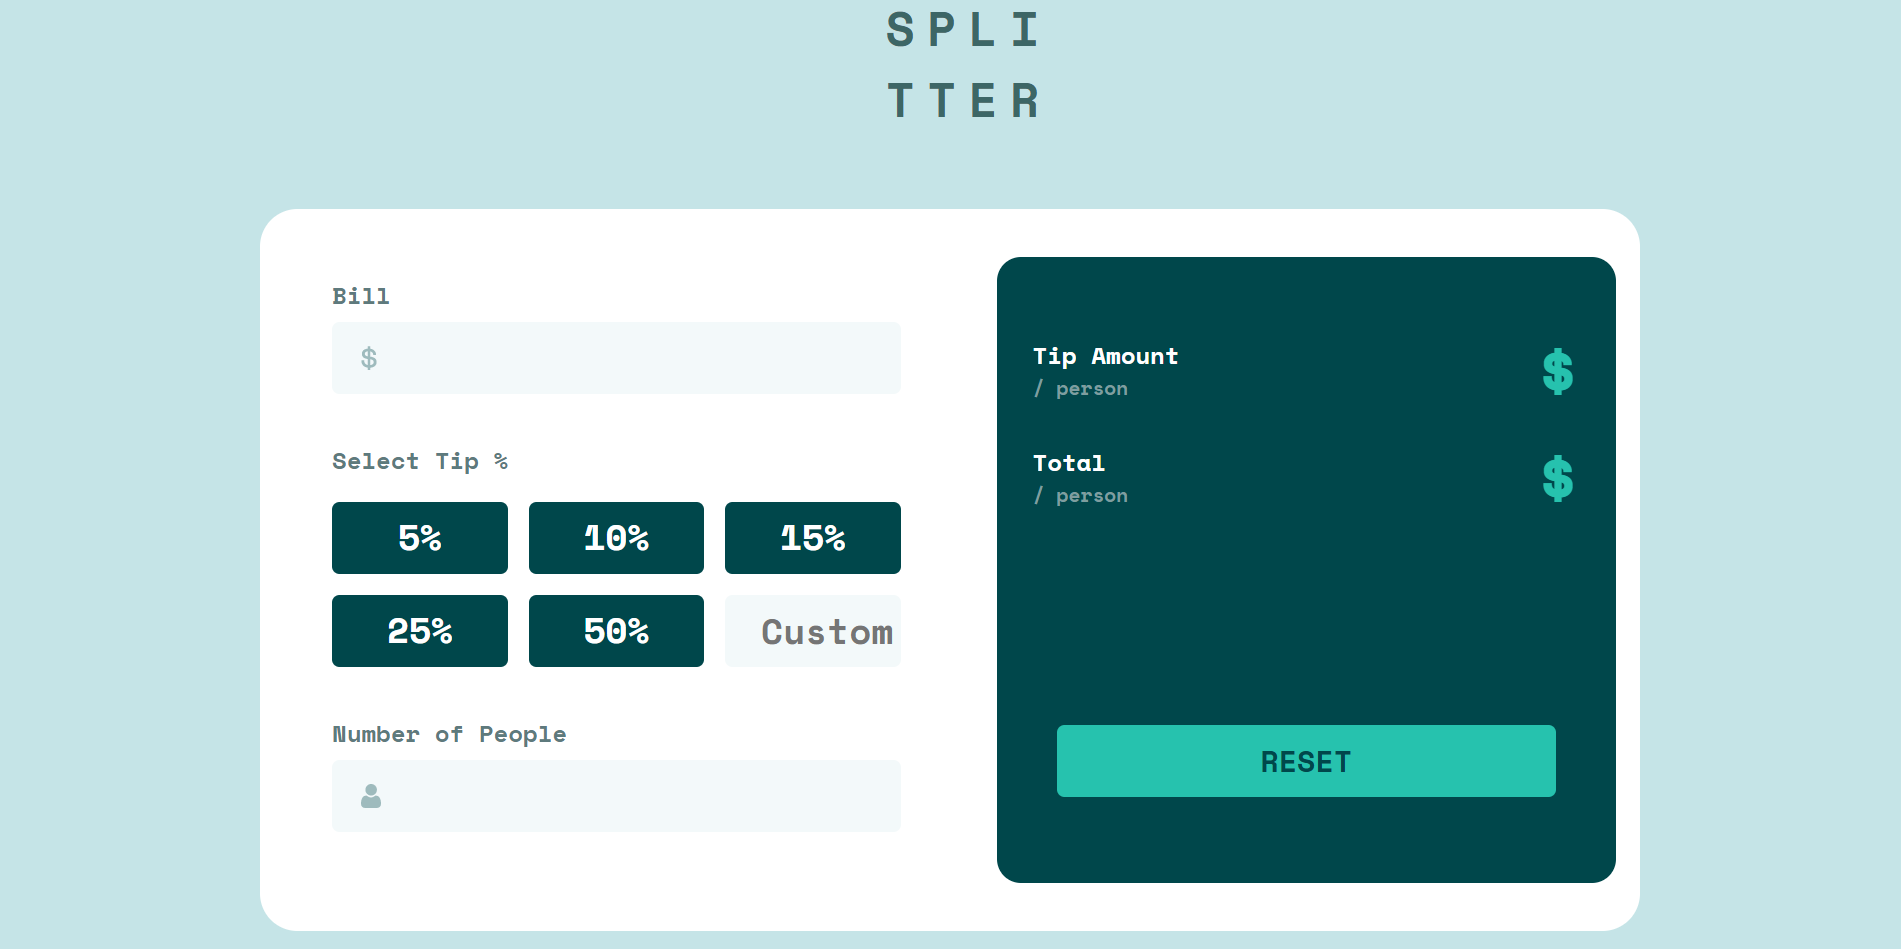 SPLI
TTER
Bill
$
Select Tip %
5% 10% 15%
25% 50% Custom
Number of People
Tip Amount
/ person
$
Total
/ person
$
RESET